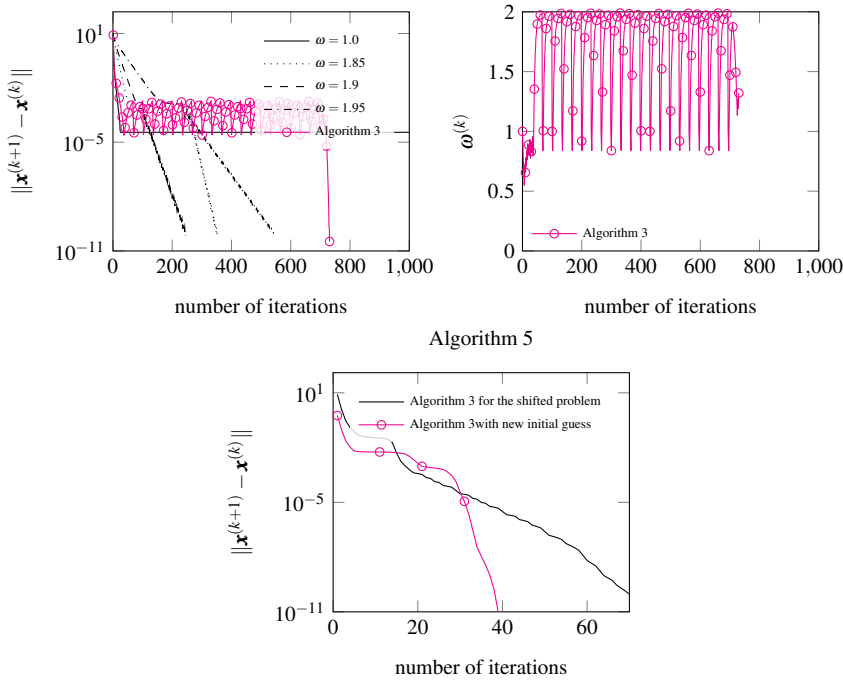 10^1
10^{-5}
10^{-11}
0
200
400
600
800
1,000
number of iterations
||x^{(k+1)} − x^{(k)}||
ω = 1.0
ω = 1.85
ω = 1.9
ω = 1.95
Algorithm 3
2
1.5
1
0.5
0
0
200
400
600
800
1,000
number of iterations
ω^{(k)}
Algorithm 3
Algorithm 5
10^1
10^{-5}
10^{-11}
0
20
40
60
number of iterations
||x^{(k+1)} − x^{(k)}||
Algorithm 3 for the shifted problem
Algorithm 3with new initial guess